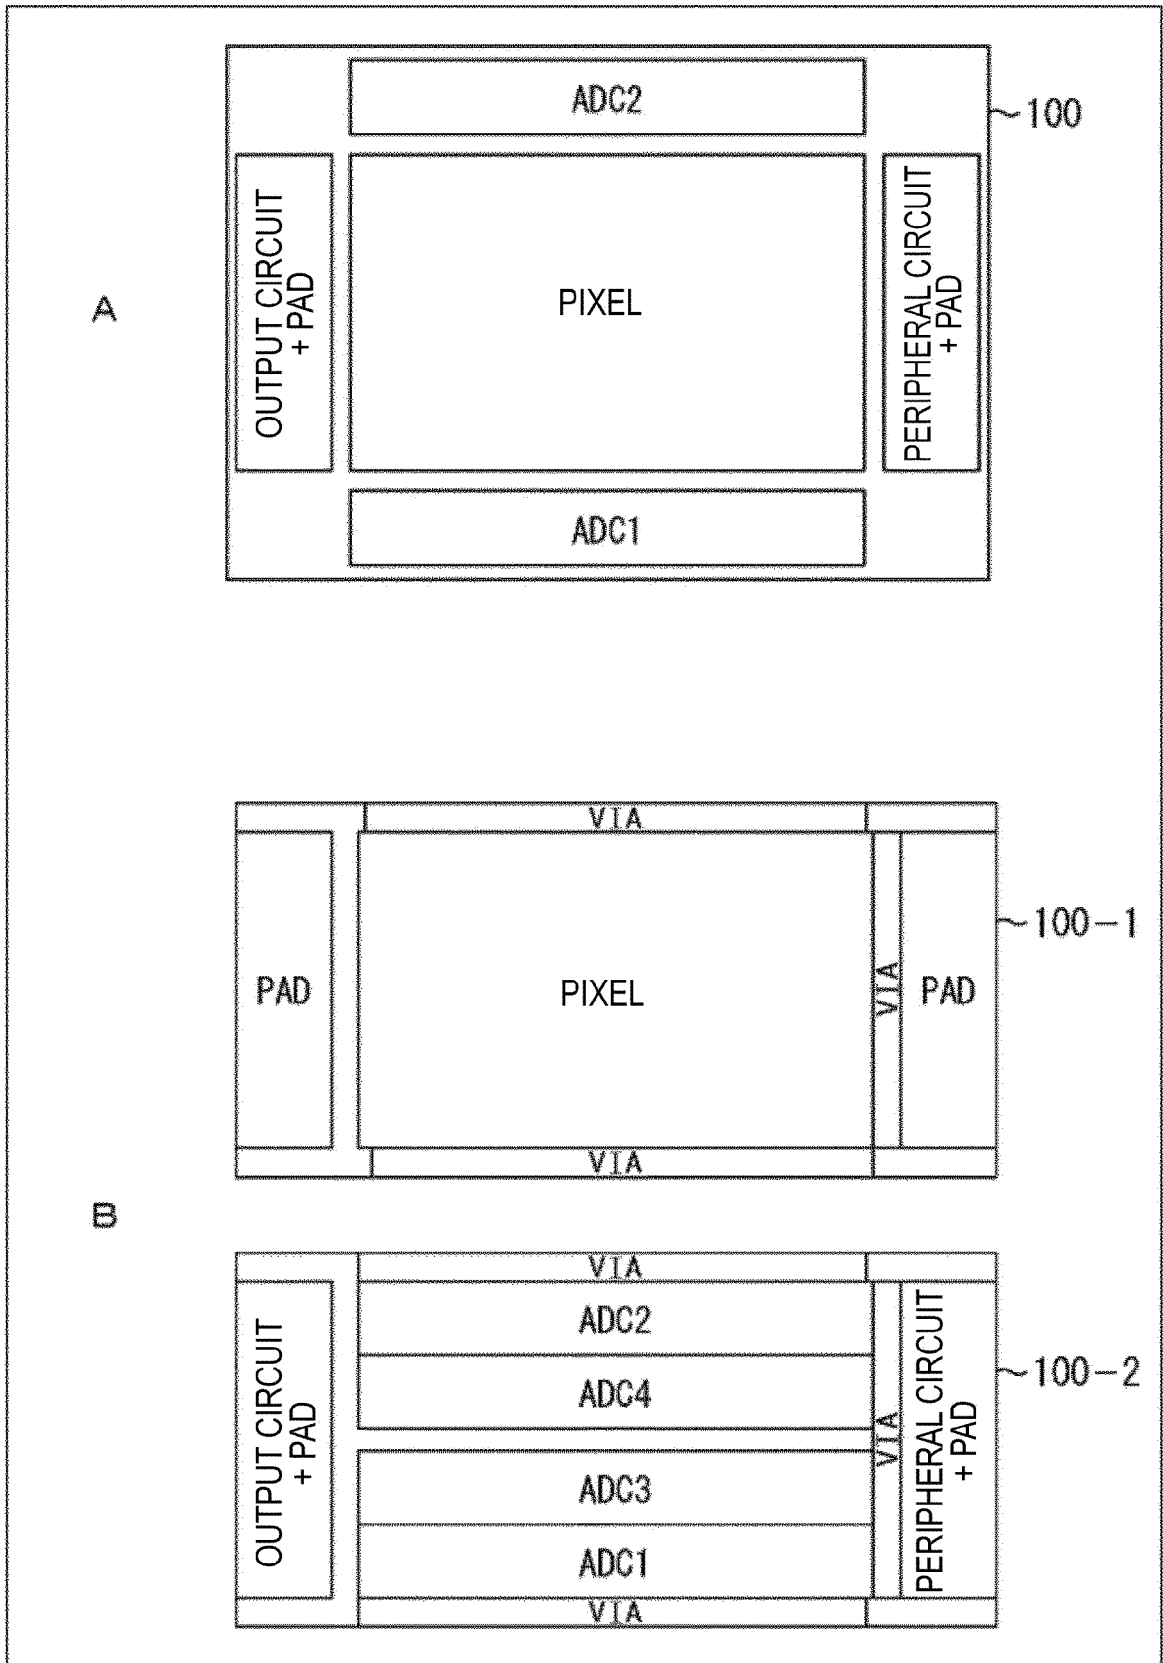 ADC2
100
OUTPUT CIRCUIT
+ PAD
PIXEL
PERIPHERAL CIRCUIT
+ PAD
A
ADC1
VIA
100-1
PAD
PIXEL
VIA
PAD
VIA
B
VIA
ADC2
OUTPUT CIRCUIT
+ PAD
ADC4
100-2
VIA
PERIPHERAL CIRCUIT
+ PAD
ADC3
ADC1
VIA